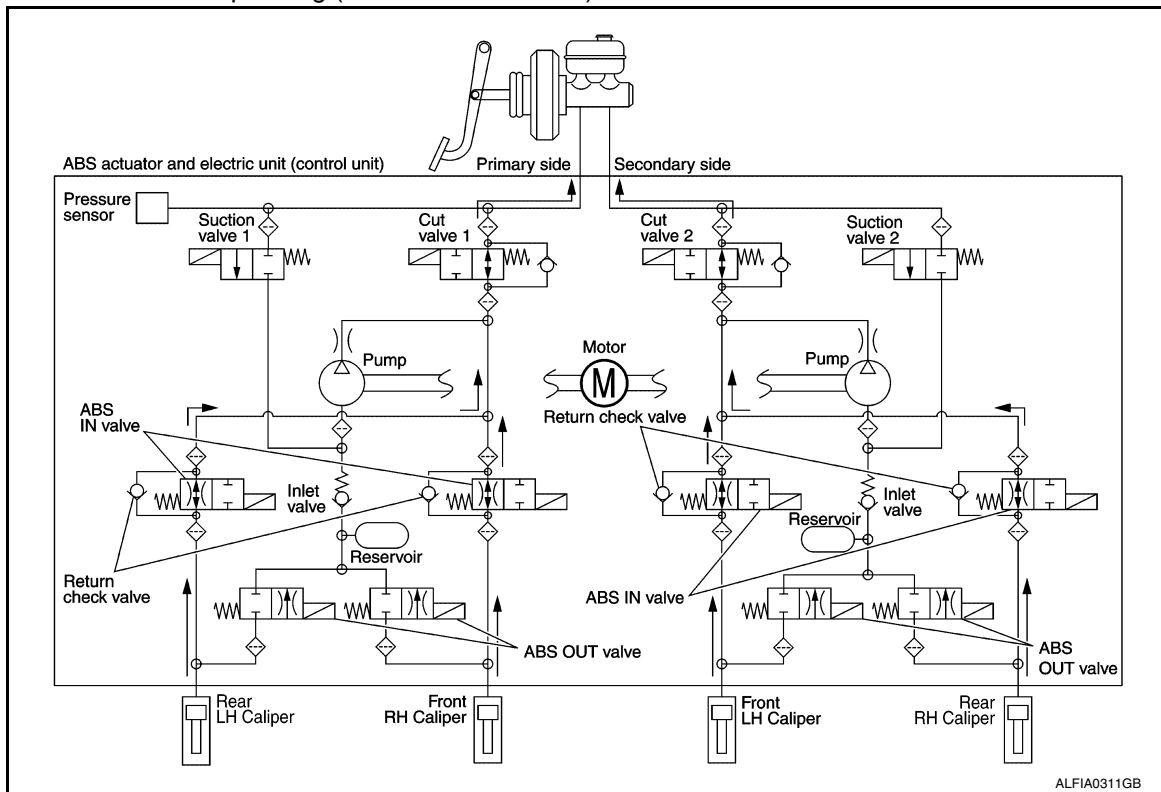 ABS actuator and electric unit (control unit)
Primary side
Secondary side
Pressure
sensor
Suction
valve 1
Cut
valve 1
Cut
valve 2
Suction
valve 2
Pump
Motor
M
Pump
Return check valve
ABS
IN valve
Inlet
valve
Reservoir
Inlet
valve
Reservoir
Return
check valve
ABS IN valve
ABS OUT valve
ABS
OUT valve
Rear
LH Caliper
Front
RH Caliper
Front
LH Caliper
Rear
RH Caliper
ALFIA0311GB